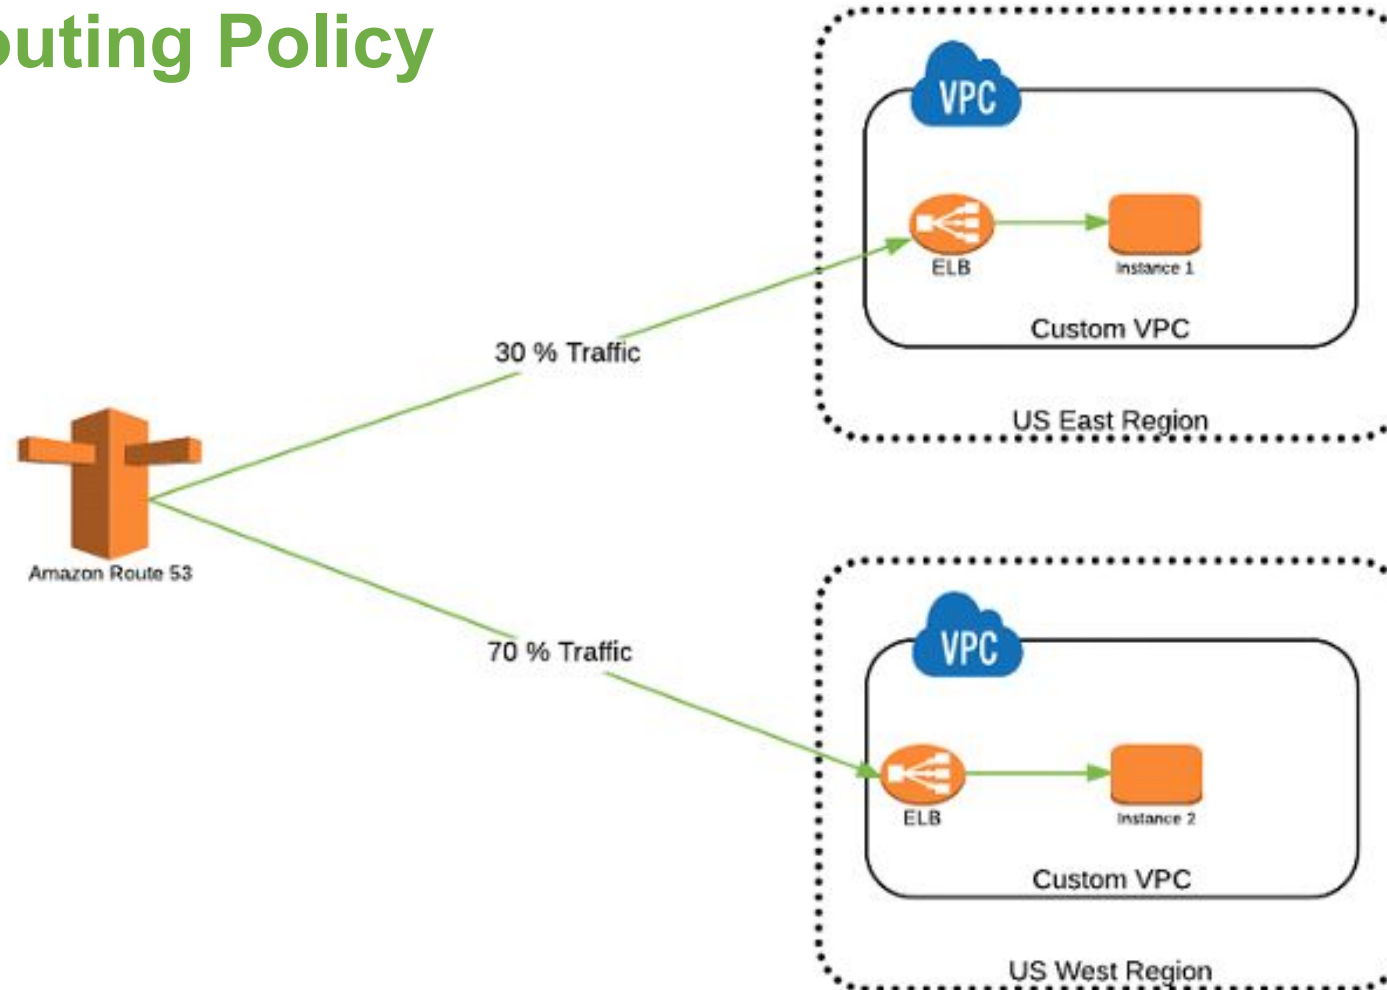 outing Policy
VPC
ELB
Instance 1
Custom VPC
US East Region
30 % Traffic
Amazon Route 53
70 % Traffic
VPC
ELB
Instance 2
Custom VPC
US West Region